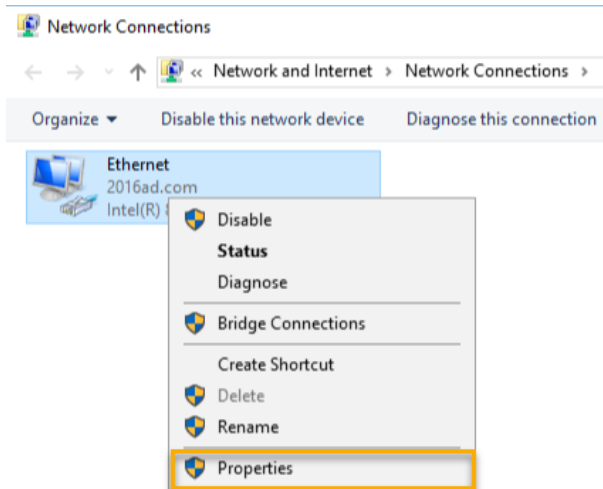 Network Connections
« Network and Internet > Network Connections >
Organize Disable this network device Diagnose this connection
Ethernet
2016ad.com
Intel(R)
Disable
Status
Diagnose
Bridge Connections
Create Shortcut
Delete
Rename
Properties